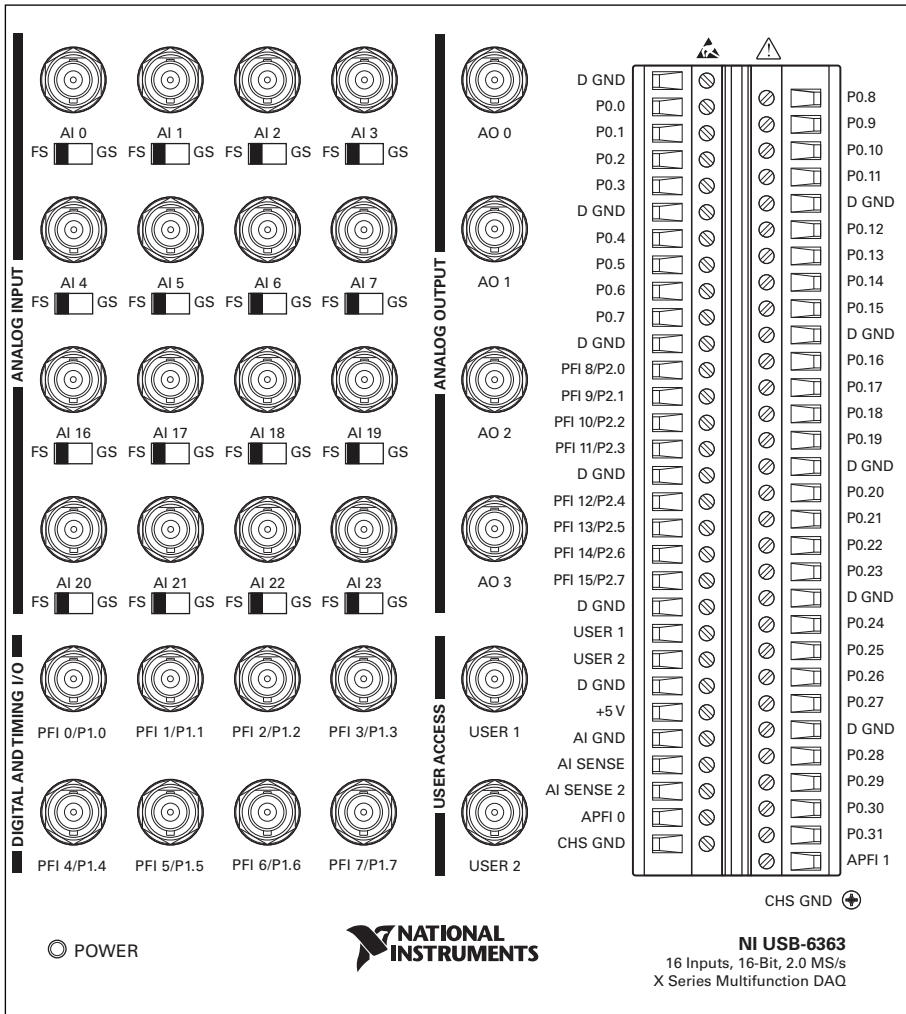 ANALOG INPUT
AI 0 AI 1 AI 2 AI 3
FS GS FS GS FS GS FS GS
AI 4 AI 5 AI 6 AI 7
FS GS FS GS FS GS FS GS
AI 16 AI 17 AI 18 AI 19
FS GS FS GS FS GS FS GS
AI 20 AI 21 AI 22 AI 23
FS GS FS GS FS GS FS GS
DIGITAL AND TIMING I/O
PFI 0/P1.0 PFI 1/P1.1 PFI 2/P1.2 PFI 3/P1.3
PFI 4/P1.4 PFI 5/P1.5 PFI 6/P1.6 PFI 7/P1.7
ANALOG OUTPUT
AO 0
AO 1
AO 2
AO 3
USER ACCESS
USER 1
USER 2
D GND
P0.0
P0.1
P0.2
P0.3
D GND
P0.4
P0.5
P0.6
P0.7
D GND
PFI 8/P2.0
PFI 9/P2.1
PFI 10/P2.2
PFI 11/P2.3
D GND
PFI 12/P2.4
PFI 13/P2.5
PFI 14/P2.6
PFI 15/P2.7
D GND
USER 1
USER 2
D GND
+5 V
AI GND
AI SENSE
AI SENSE 2
APFI 0
CHS GND
P0.8
P0.9
P0.10
P0.11
D GND
P0.12
P0.13
P0.14
P0.15
D GND
P0.16
P0.17
P0.18
P0.19
D GND
P0.20
P0.21
P0.22
P0.23
D GND
P0.24
P0.25
P0.26
P0.27
D GND
P0.28
P0.29
P0.30
P0.31
APFI 1
CHS GND
POWER
NATIONAL
INSTRUMENTS
NI USB-6363
16 Inputs, 16-Bit, 2.0 MS/s
X Series Multifunction DAQ